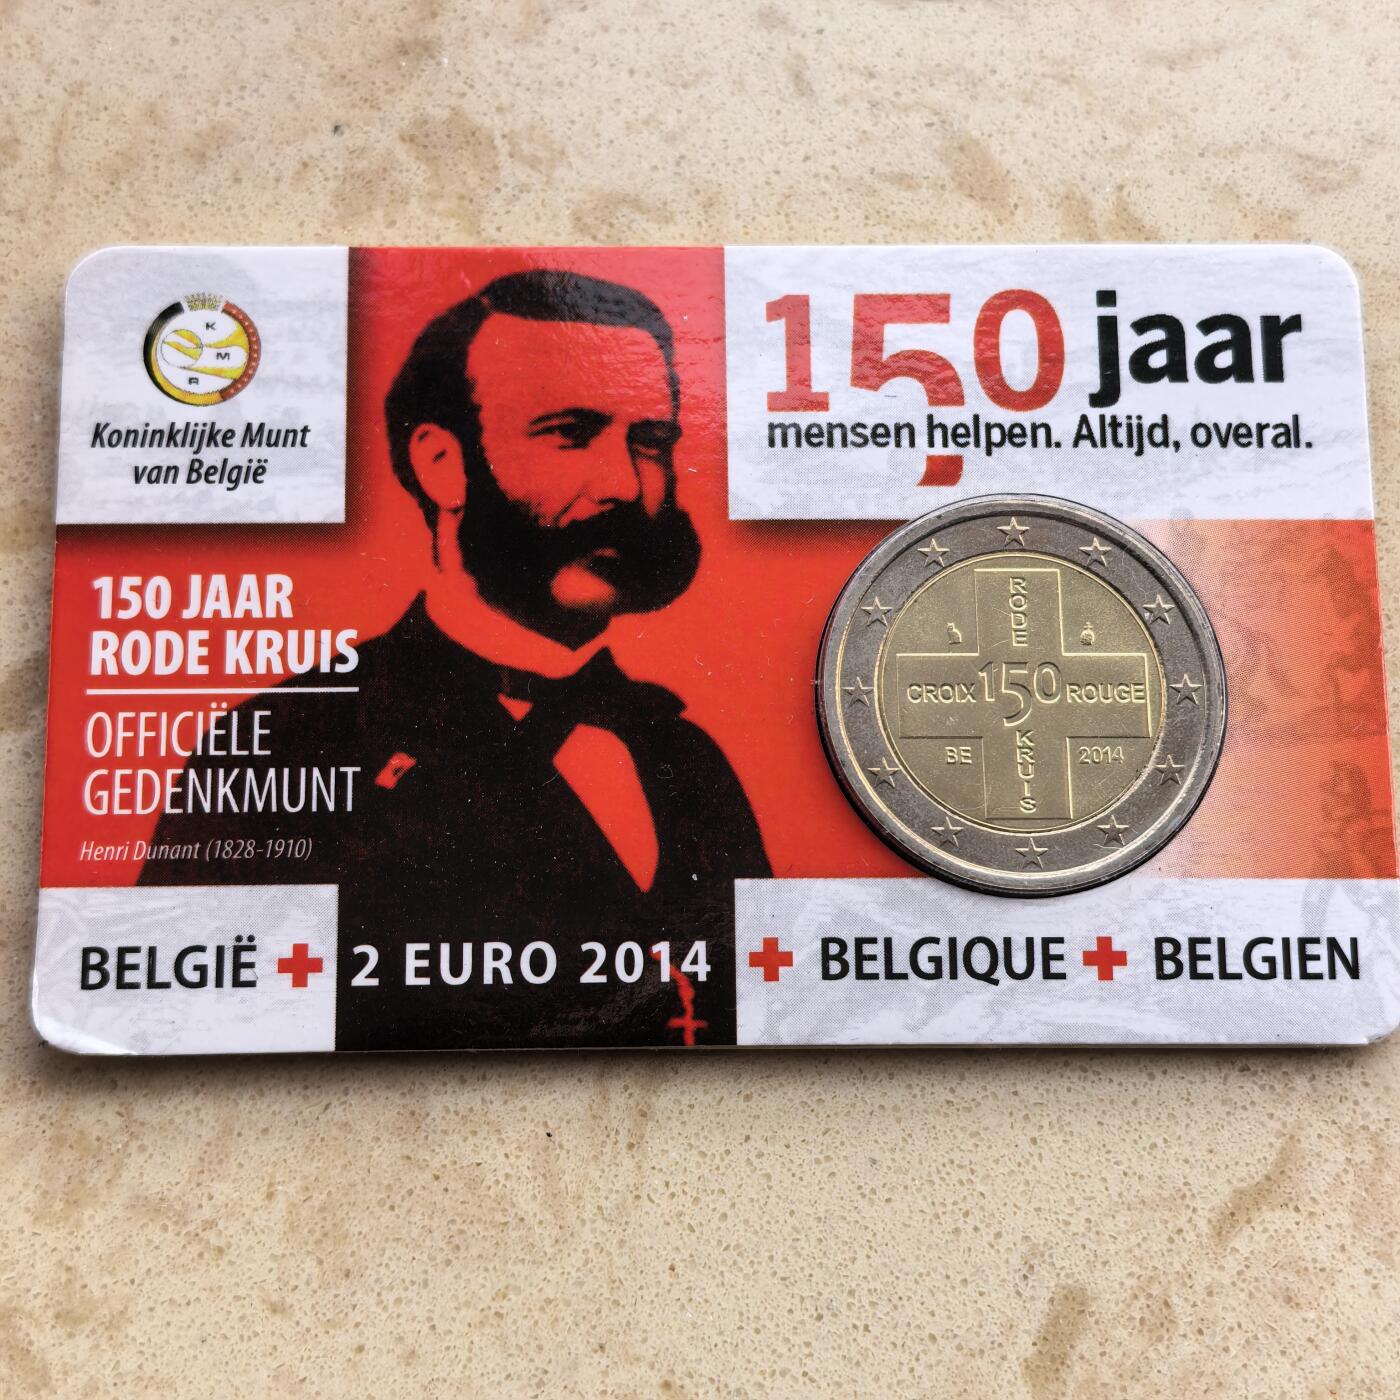 K
M
B
Koninklijke Munt
van België
150 jaar
mensen helpen. Altijd, overal.
150 JAAR
RODE KRUIS
OFFICIËLE
GEDENKMUNT
Henri Dunant (1828-1910)
RODE
CROIX 150 ROUGE
BE 2014
KRUIS
BELGIË + 2 EURO 2014 + BELGIQUE + BELGIEN